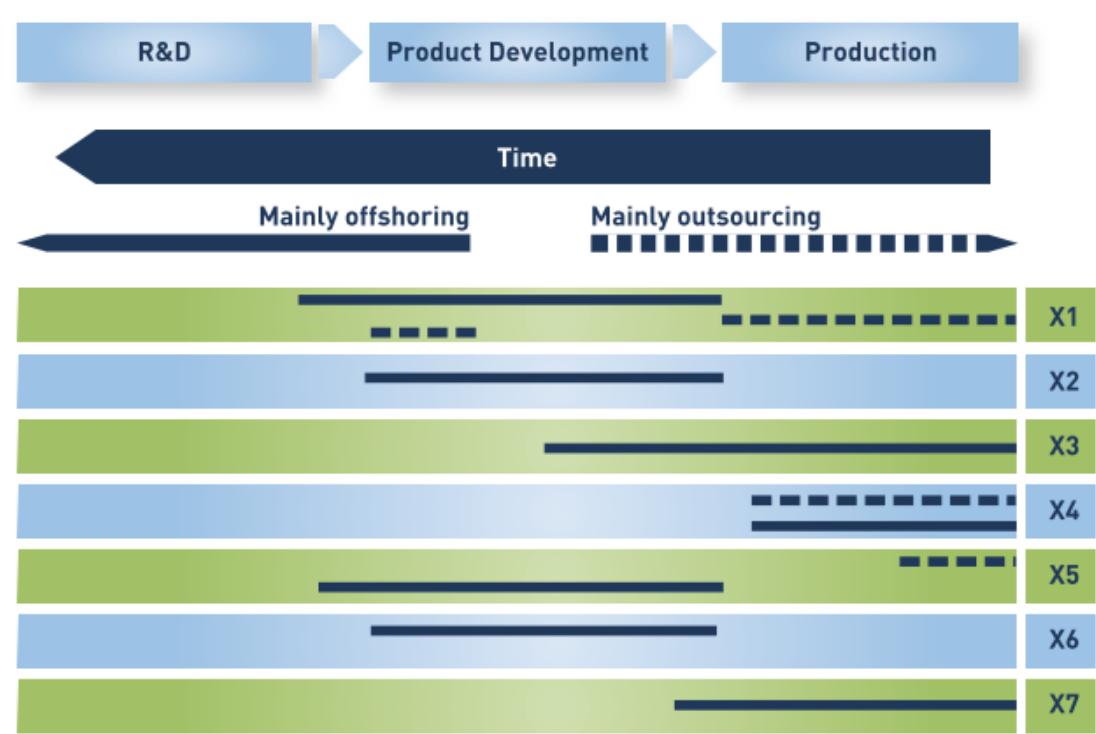 R&D
Product Development
Production
Time
Mainly offshoring
Mainly outsourcing
X1
X2
X3
X4
X5
X6
X7